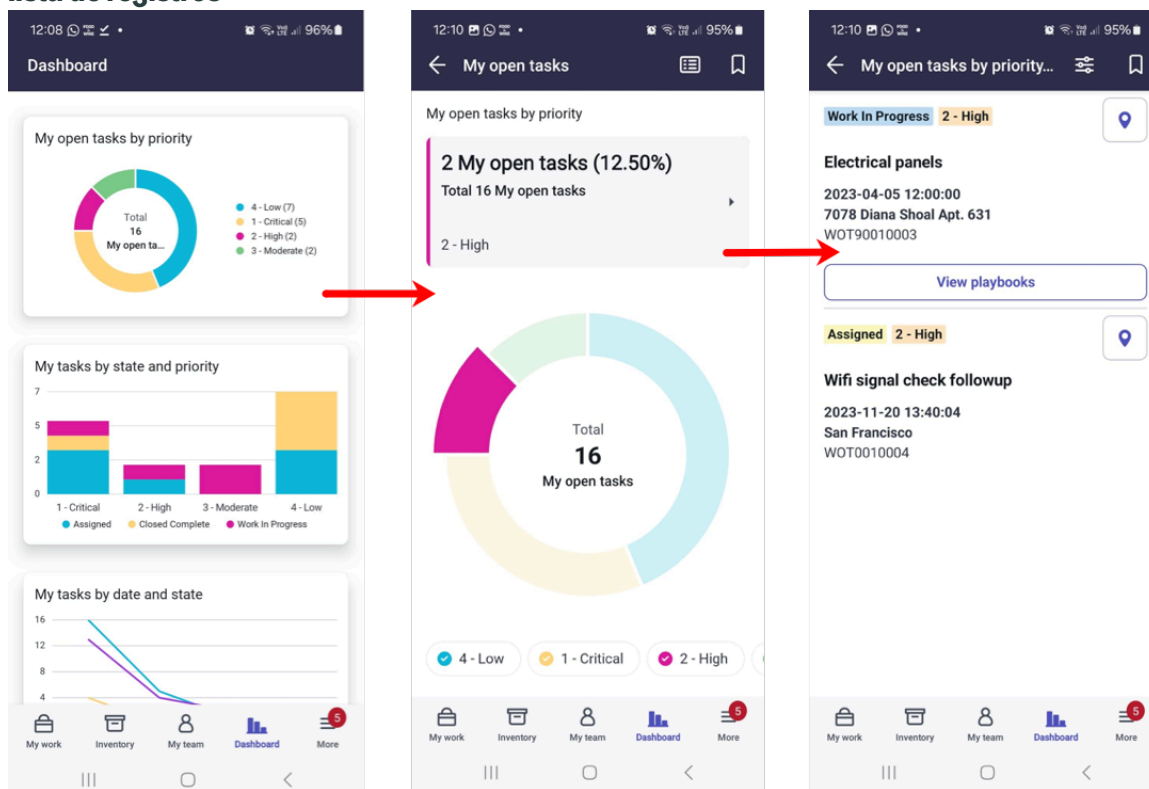 lista de registros
12:08
96%
Dashboard
My open tasks by priority
Total
16
My open ta...
4 - Low (7)
1 - Critical (5)
2 - High (2)
3 - Moderate (2)
My tasks by state and priority
7
5
2
0
1 - Critical
2 - High
3 - Moderate
4 - Low
Assigned
Closed Complete
Work In Progress
My tasks by date and state
16
12
8
4
My work
Inventory
My team
Dashboard
5
More
12:10
95%
My open tasks
My open tasks by priority
2 My open tasks (12.50%)
Total 16 My open tasks
2 - High
Total
16
My open tasks
4 - Low
1 - Critical
2 - High
My work
Inventory
My team
Dashboard
5
More
12:10
95%
My open tasks by priority...
Work In Progress
2 - High
Electrical panels
2023-04-05 12:00:00
7078 Diana Shoal Apt. 631
WOT90010003
View playbooks
Assigned
2 - High
Wifi signal check followup
2023-11-20 13:40:04
San Francisco
WOT0010004
My work
Inventory
My team
Dashboard
5
More